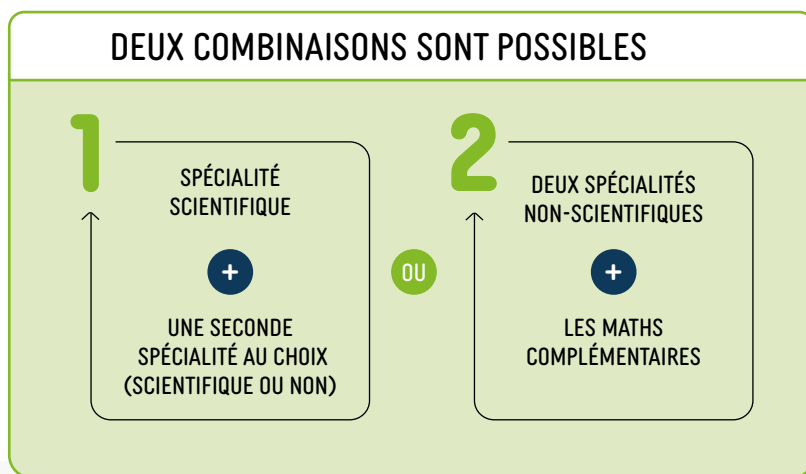 DEUX COMBINAISONS SONT POSSIBLES
1
SPÉCIALITÉ
SCIENTIFIQUE
+
UNE SECONDE
SPÉCIALITÉ AU CHOIX
(SCIENTIFIQUE OU NON)
OU
2
DEUX SPÉCIALITÉS
NON-SCIENTIFIQUES
+
LES MATHS
COMPLÉMENTAIRES